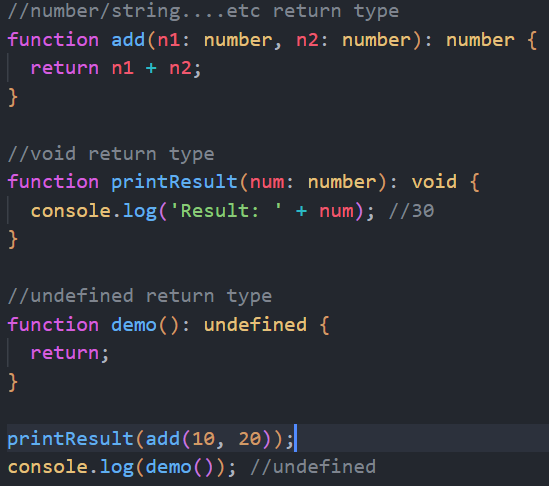 //number/string....etc return type
function add(n1: number, n2: number): number {
  return n1 + n2;
}

//void return type
function printResult(num: number): void {
  console.log('Result: ' + num); //30
}

//undefined return type
function demo(): undefined {
  return;
}

printResult(add(10, 20));
console.log(demo()); //undefined